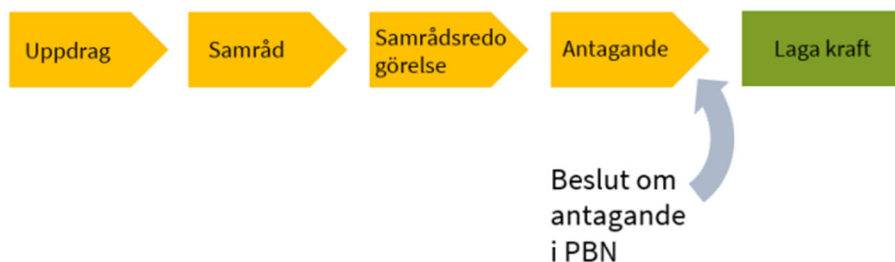 Uppdrag
Samråd
Samrådsredo
görelse
Antagande
Laga kraft
Beslut om
antagande
i PBN